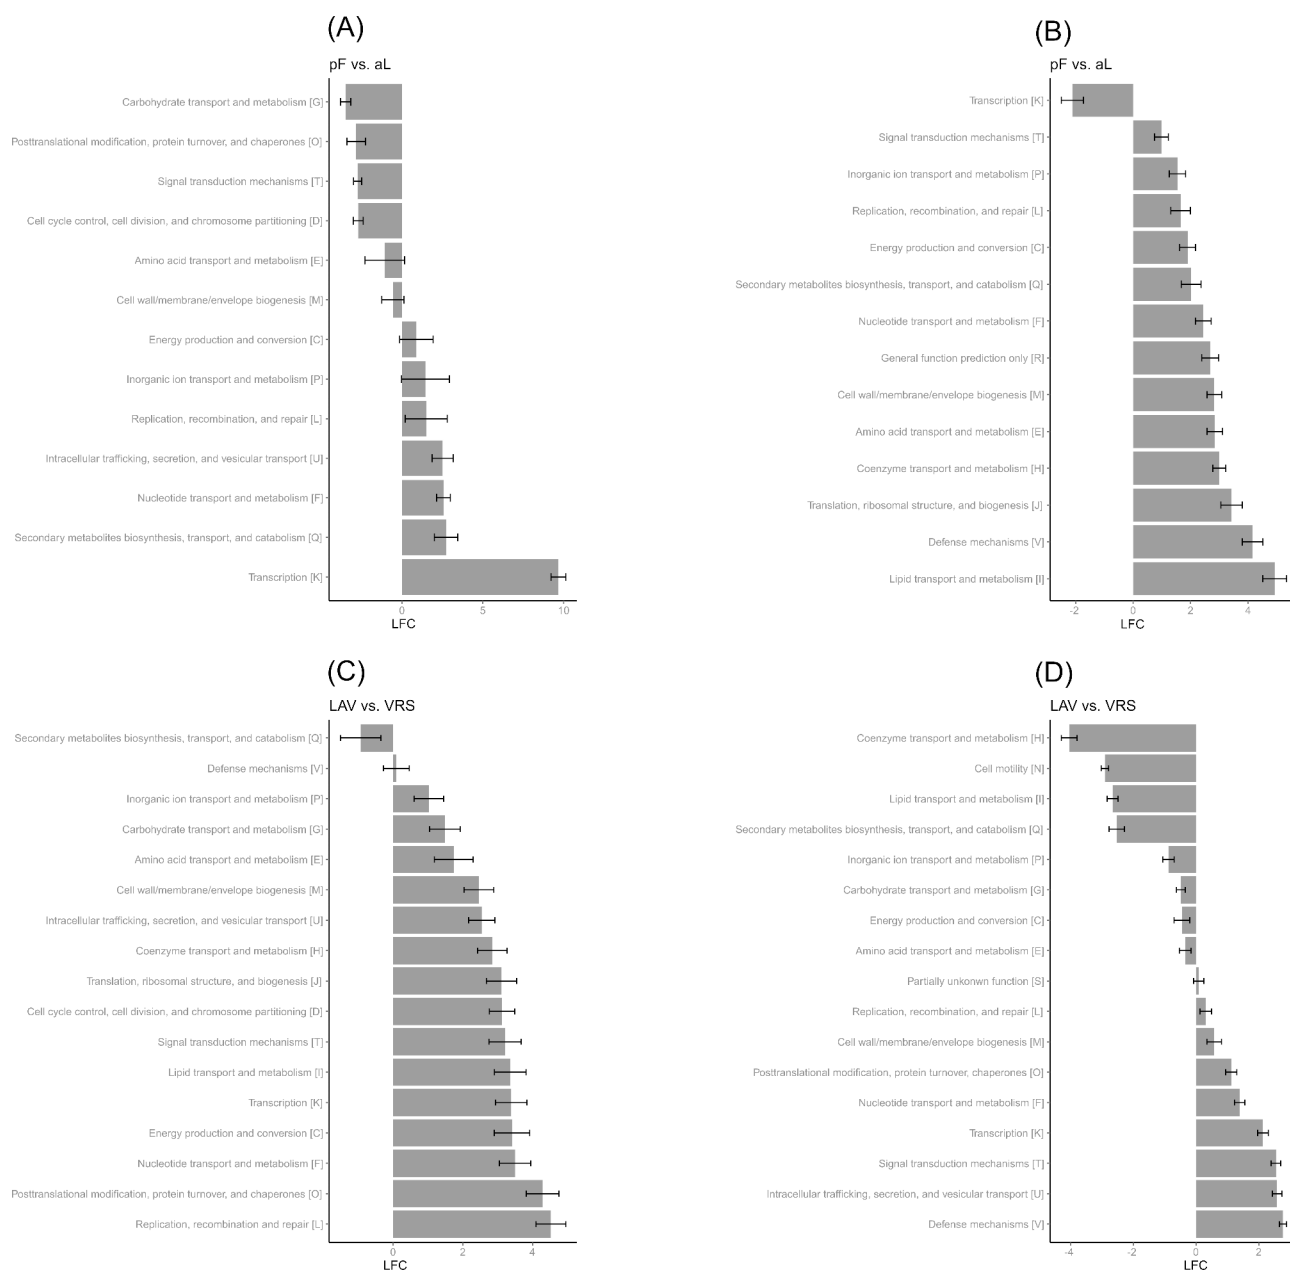 (A)
pF vs. aL
Carbohydrate transport and metabolism [G]
Posttranslational modification, protein turnover, and chaperones [O]
Signal transduction mechanisms [T]
Cell cycle control, cell division, and chromosome partitioning [D]
Amino acid transport and metabolism [E]
Cell wall/membrane/envelope biogenesis [M]
Energy production and conversion [C]
Inorganic ion transport and metabolism [P]
Replication, recombination, and repair [L]
Intracellular trafficking, secretion, and vesicular transport [U]
Nucleotide transport and metabolism [F]
Secondary metabolites biosynthesis, transport, and catabolism [Q]
Transcription [K]
0 5 10
LFC
(B)
pF vs. aL
Transcription [K]
Signal transduction mechanisms [T]
Inorganic ion transport and metabolism [P]
Replication, recombination, and repair [L]
Energy production and conversion [C]
Secondary metabolites biosynthesis, transport, and catabolism [Q]
Nucleotide transport and metabolism [F]
General function prediction only [R]
Cell wall/membrane/envelope biogenesis [M]
Amino acid transport and metabolism [E]
Coenzyme transport and metabolism [H]
Translation, ribosomal structure, and biogenesis [J]
Defense mechanisms [V]
Lipid transport and metabolism [I]
-2 0 2 4
LFC
(C)
LAV vs. VRS
Secondary metabolites biosynthesis, transport, and catabolism [Q]
Defense mechanisms [V]
Inorganic ion transport and metabolism [P]
Carbohydrate transport and metabolism [G]
Amino acid transport and metabolism [E]
Cell wall/membrane/envelope biogenesis [M]
Intracellular trafficking, secretion, and vesicular transport [U]
Coenzyme transport and metabolism [H]
Translation, ribosomal structure, and biogenesis [J]
Cell cycle control, cell division, and chromosome partitioning [D]
Signal transduction mechanisms [T]
Lipid transport and metabolism [I]
Transcription [K]
Energy production and conversion [C]
Nucleotide transport and metabolism [F]
Posttranslational modification, protein turnover, and chaperones [O]
Replication, recombination and repair [L]
0 2 4
LFC
(D)
LAV vs. VRS
Coenzyme transport and metabolism [H]
Cell motility [N]
Lipid transport and metabolism [I]
Secondary metabolites biosynthesis, transport, and catabolism [Q]
Inorganic ion transport and metabolism [P]
Carbohydrate transport and metabolism [G]
Energy production and conversion [C]
Amino acid transport and metabolism [E]
Partially unkonwn function [S]
Replication, recombination, and repair [L]
Cell wall/membrane/envelope biogenesis [M]
Posttranslational modification, protein turnover, chaperones [O]
Nucleotide transport and metabolism [F]
Transcription [K]
Signal transduction mechanisms [T]
Intracellular trafficking, secretion, and vesicular transport [U]
Defense mechanisms [V]
-4 -2 0 2
LFC